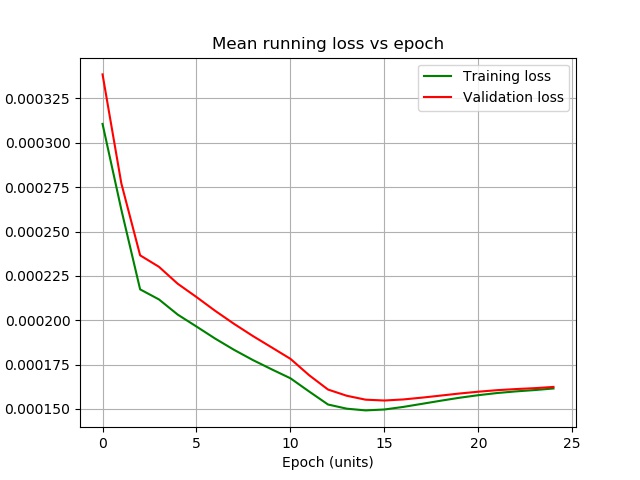 Mean running loss vs epoch
Training loss
Validation loss
0.000325
0.000300
0.000275
0.000250
0.000225
0.000200
0.000175
0.000150
0 5 10 15 20 25
Epoch (units)